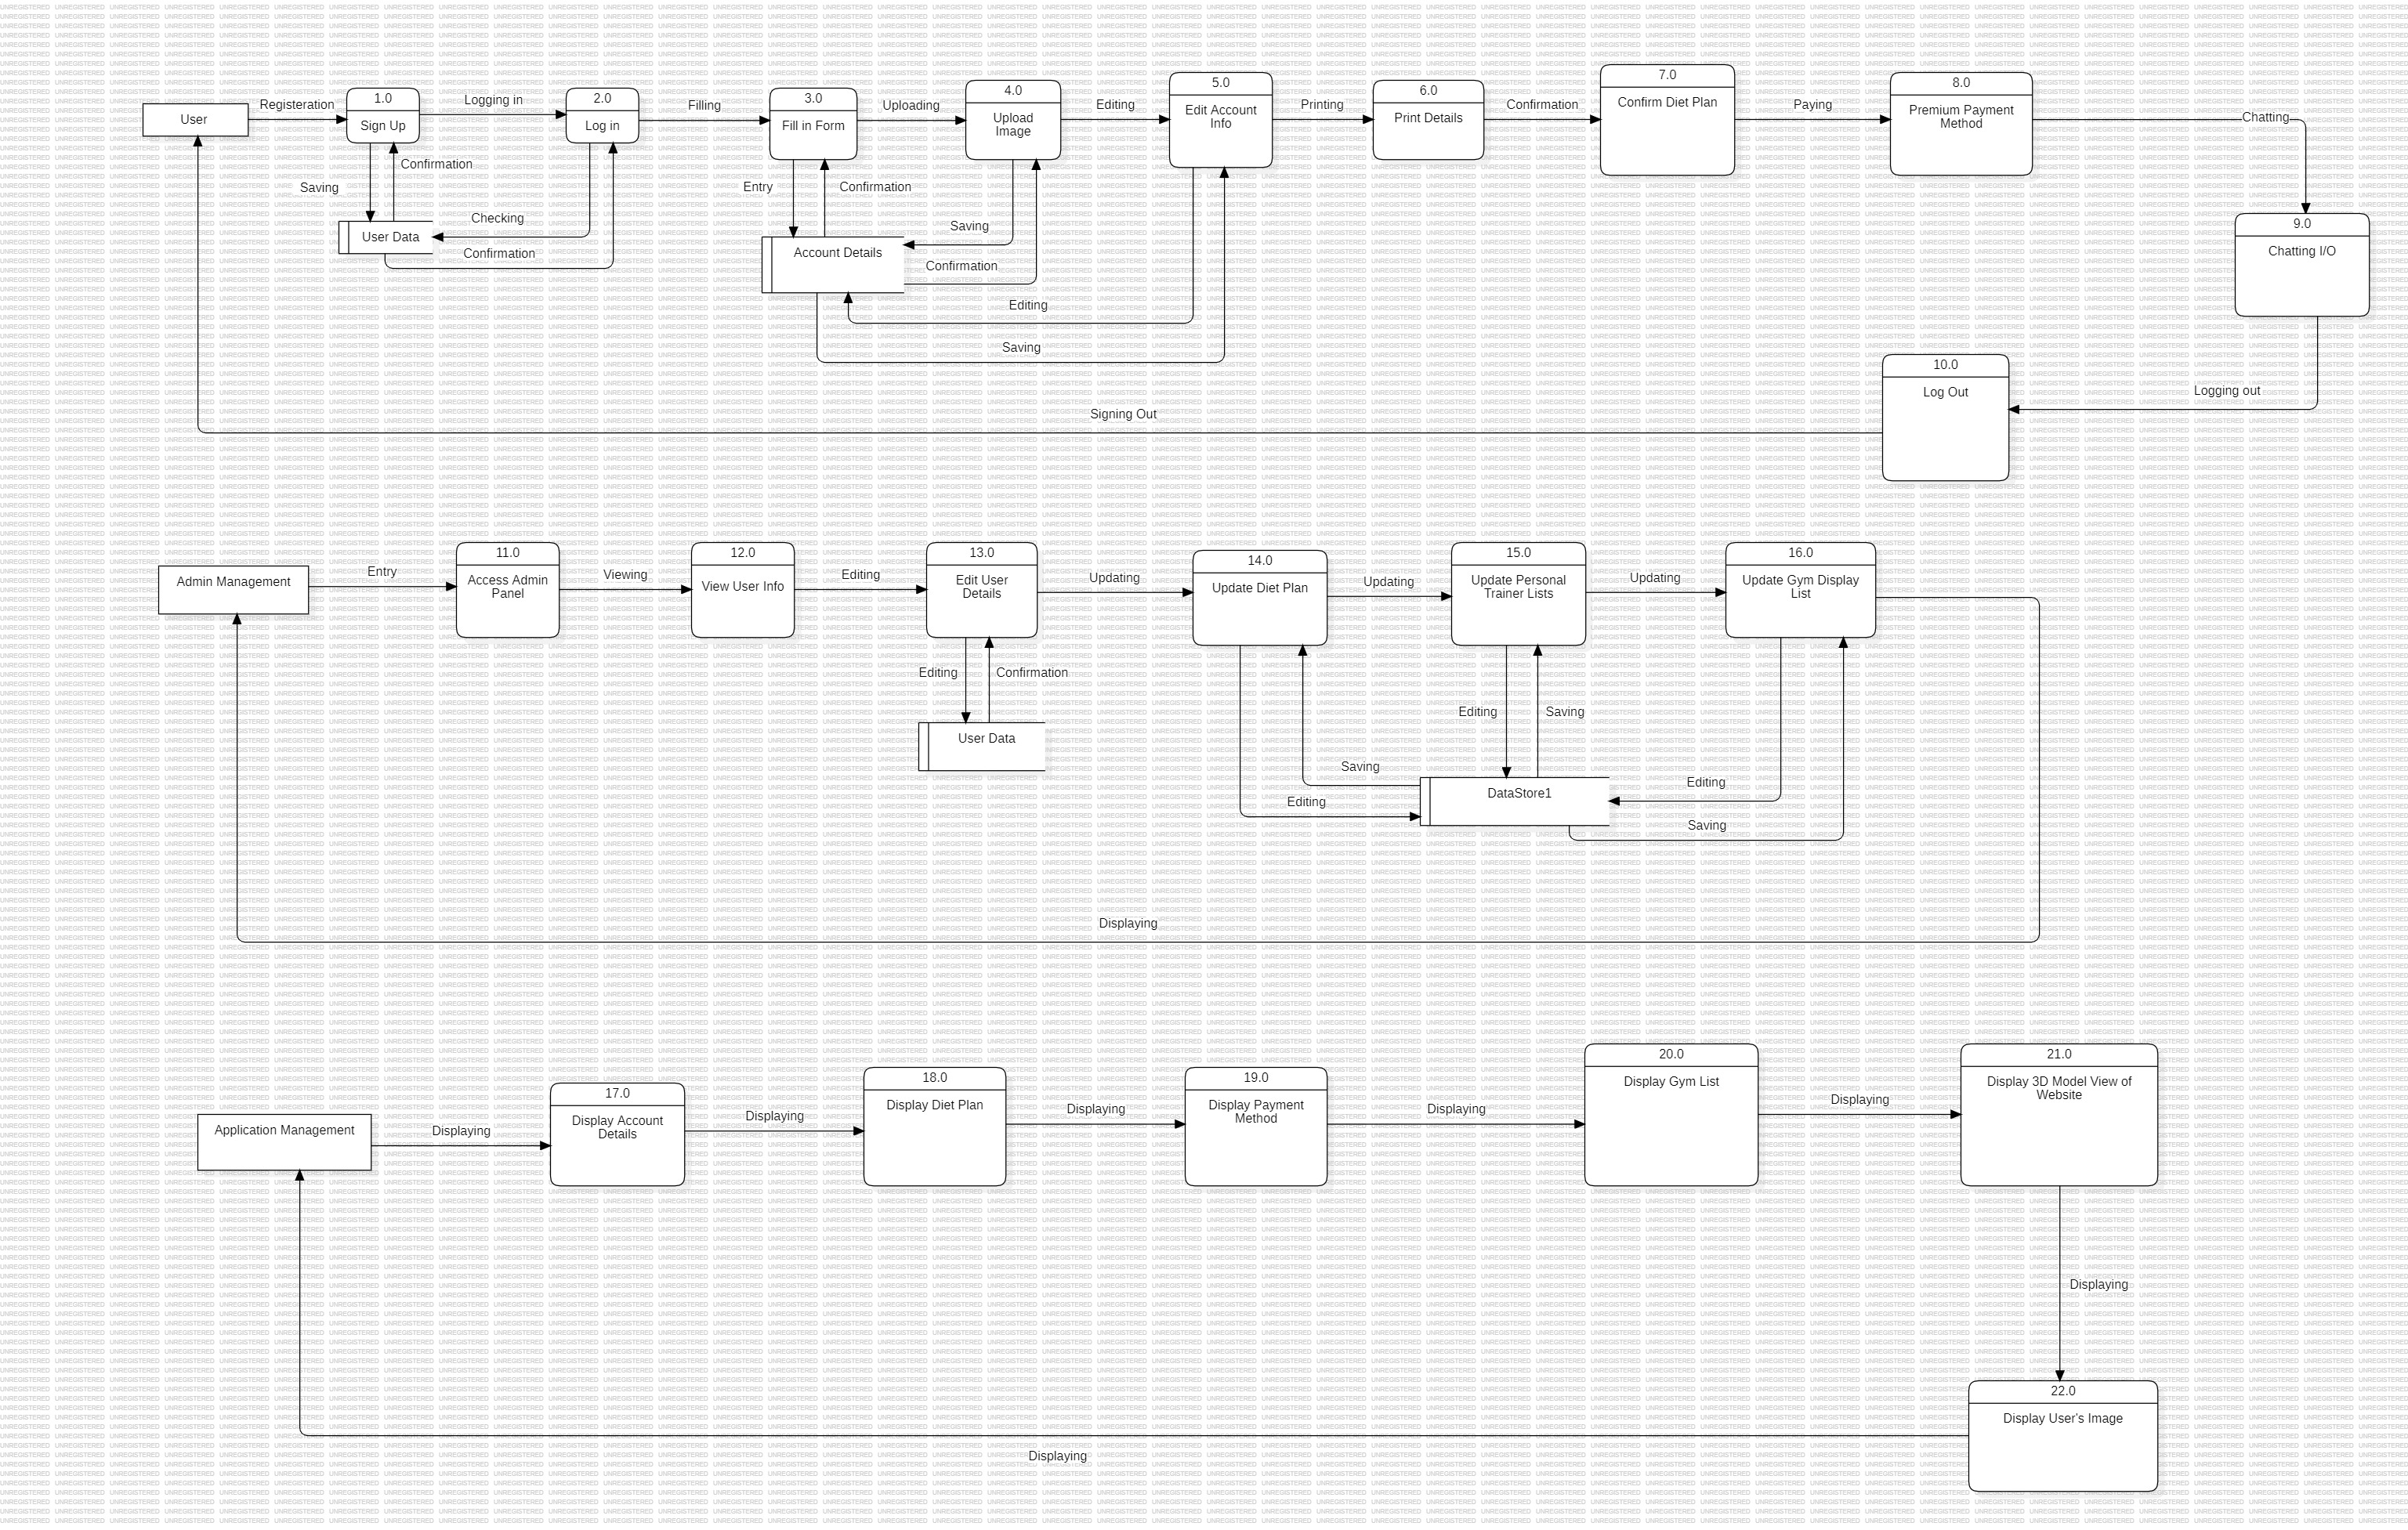 1.0
2.0
3.0
4.0
5.0
6.0
7.0
8.0
User
Registeration
Sign Up
Logging in
Log in
Filling
Fill in Form
Uploading
Upload
Image
Editing
Edit Account
Info
Printing
Print Details
Confirmation
Confirm Diet Plan
Paying
Premium Payment
Method
Chatting
Saving
Confirmation
User Data
Checking
Confirmation
Entry
Confirmation
Account Details
Saving
Confirmation
Editing
Saving
9.0
Chatting I/O
Logging out
10.0
Log Out
Signing Out
Admin Management
Entry
11.0
Access Admin
Panel
Viewing
12.0
View User Info
Editing
13.0
Edit User
Details
Updating
14.0
Update Diet Plan
Updating
15.0
Update Personal
Trainer Lists
Updating
16.0
Update Gym Display
List
Editing
Confirmation
User Data
Editing
Saving
Saving
Editing
DataStore1
Editing
Saving
Displaying
Application Management
Displaying
17.0
Display Account
Details
Displaying
18.0
Display Diet Plan
Displaying
19.0
Display Payment
Method
Displaying
20.0
Display Gym List
Displaying
21.0
Display 3D Model View of
Website
Displaying
22.0
Display User's Image
Displaying
UNREGISTERED